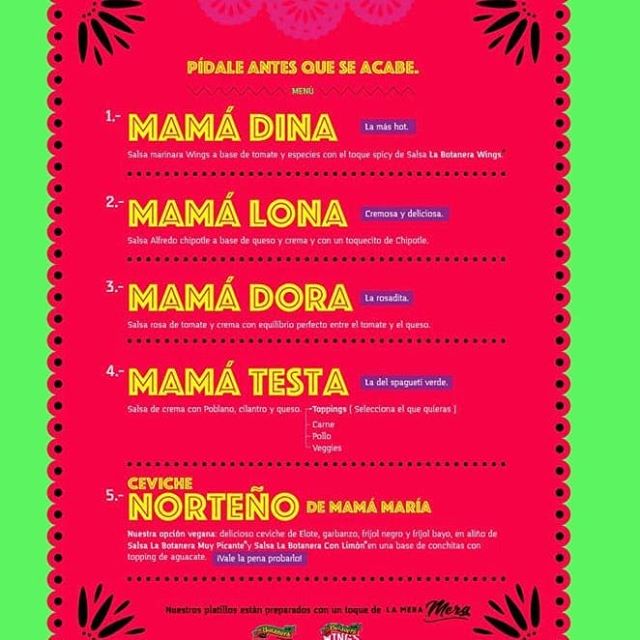 PÍDALE ANTES QUE SE ACABE.
MENÚ
1.- MAMÁ DINA La más hot.
Salsa marinara Wings a base de tomate y especies con el toque spicy de Salsa La Botanera Wings.
2.- MAMÁ LONA Cremosa y deliciosa.
Salsa Alfredo chipotle a base de queso y crema y con un toquecito de Chipotle.
3.- MAMÁ DORA La rosadita.
Salsa rosa de tomate y crema con equilibrio perfecto entre el tomate y el queso.
4.- MAMÁ TESTA La del spagueti verde.
Salsa de crema con Poblano, cilantro y queso. Toppings ( Selecciona el que quieras )
Carne
Pollo
Veggies
CEVICHE
5.- NORTEÑO DE MAMÁ MARÍA
Nuestra opción vegana: delicioso ceviche de Elote, garbanzo, frijol negro y frijol bayo, en aliño de
Salsa La Botanera Muy Picante y Salsa La Botanera Con Limón en una base de conchitas con
topping de aguacate. ¡Vale la pena probarlo!
Nuestros platillos están preparados con un toque de LA MERA Mera
Botanera
WINGS